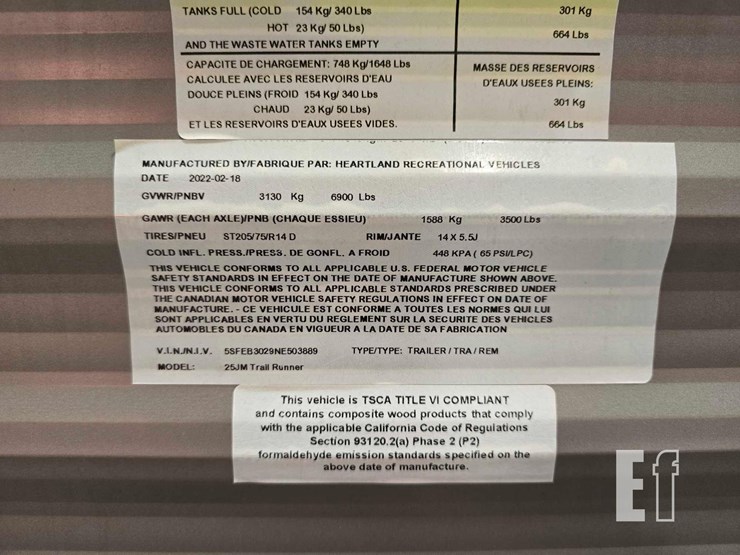 TANKS FULL (COLD 154 Kg/ 340 Lbs 301 Kg
HOT 23 Kg/ 50 Lbs) 664 Lbs
AND THE WASTE WATER TANKS EMPTY
CAPACITE DE CHARGEMENT: 748 Kg/1648 Lbs
CALCULEE AVEC LES RESERVOIRS D'EAU
DOUCE PLEINS (FROID 154 Kg/ 340 Lbs
CHAUD 23 Kg/ 50 Lbs)
ET LES RESERVOIRS D'EAUX USEES VIDES.
MASSE DES RESERVOIRS
D'EAUX USEES PLEINS:
301 Kg
664 Lbs
MANUFACTURED BY/FABRIQUE PAR: HEARTLAND RECREATIONAL VEHICLES
DATE 2022-02-18
GVWR/PNBV 3130 Kg 6900 Lbs
GAWR (EACH AXLE)/PNB (CHAQUE ESSIEU) 1588 Kg 3500 Lbs
TIRES/PNEU ST205/75/R14 D RIM/JANTE 14 X 5.5J
COLD INFL. PRESS./PRESS. DE GONFL. A FROID 448 KPA ( 65 PSI/LPC)
THIS VEHICLE CONFORMS TO ALL APPLICABLE U.S. FEDERAL MOTOR VEHICLE
SAFETY STANDARDS IN EFFECT ON THE DATE OF MANUFACTURE SHOWN ABOVE.
THIS VEHICLE CONFORMS TO ALL APPLICABLE STANDARDS PRESCRIBED UNDER
THE CANADIAN MOTOR VEHICLE SAFETY REGULATIONS IN EFFECT ON DATE OF
MANUFACTURE. - CE VEHICULE EST CONFORME A TOUTES LES NORMES QUI LUI
SONT APPLICABLES EN VERTU DU REGLEMENT SUR LA SECURITE DES VEHICLES
AUTOMOBILES DU CANADA EN VIGUEUR A LA DATE DE SA FABRICATION
V.I.N./N.I.V. 5SFEB3029NE503889 TYPE/TYPE: TRAILER / TRA / REM
MODEL: 25JM Trail Runner
This vehicle is TSCA TITLE VI COMPLIANT
and contains composite wood products that comply
with the applicable California Code of Regulations
Section 93120.2(a) Phase 2 (P2)
formaldehyde emission standards specified on the
above date of manufacture.
Ef